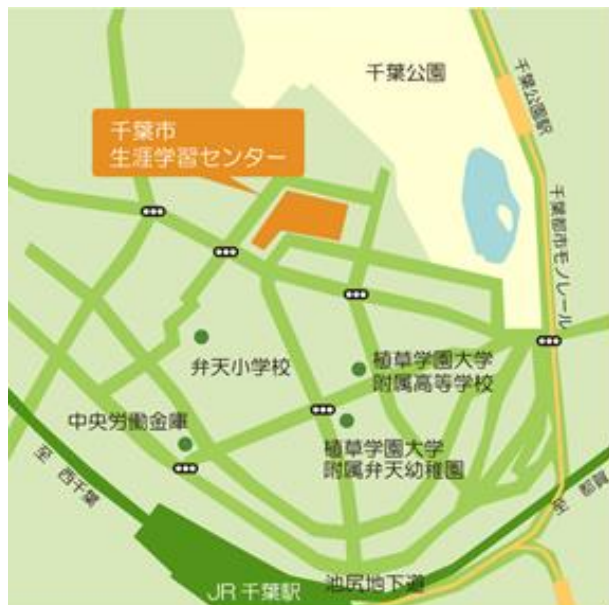 千葉公園
千葉公園駅
千葉市
生涯学習センター
千葉都市モノレール
弁天小学校
植草学園大学
附属高等学校
中央労働金庫
植草学園大学
附属弁天幼稚園
至 西千葉
至 都賀
池尻地下道
JR 千葉駅